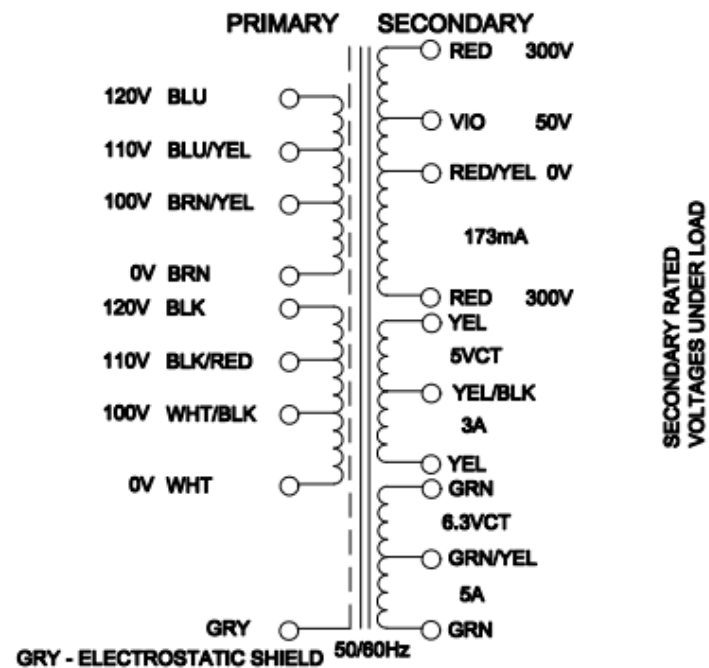 PRIMARY SECONDARY
RED 300V
120V BLU
VIO 50V
110V BLU/YEL
RED/YEL 0V
100V BRN/YEL
173mA
0V BRN
RED 300V
120V BLK
YEL
5VCT
110V BLK/RED
YEL/BLK
100V WHT/BLK
3A
YEL
0V WHT
GRN
6.3VCT
GRN/YEL
5A
GRY
GRN
GRY - ELECTROSTATIC SHIELD
50/60Hz
SECONDARY RATED
VOLTAGES UNDER LOAD